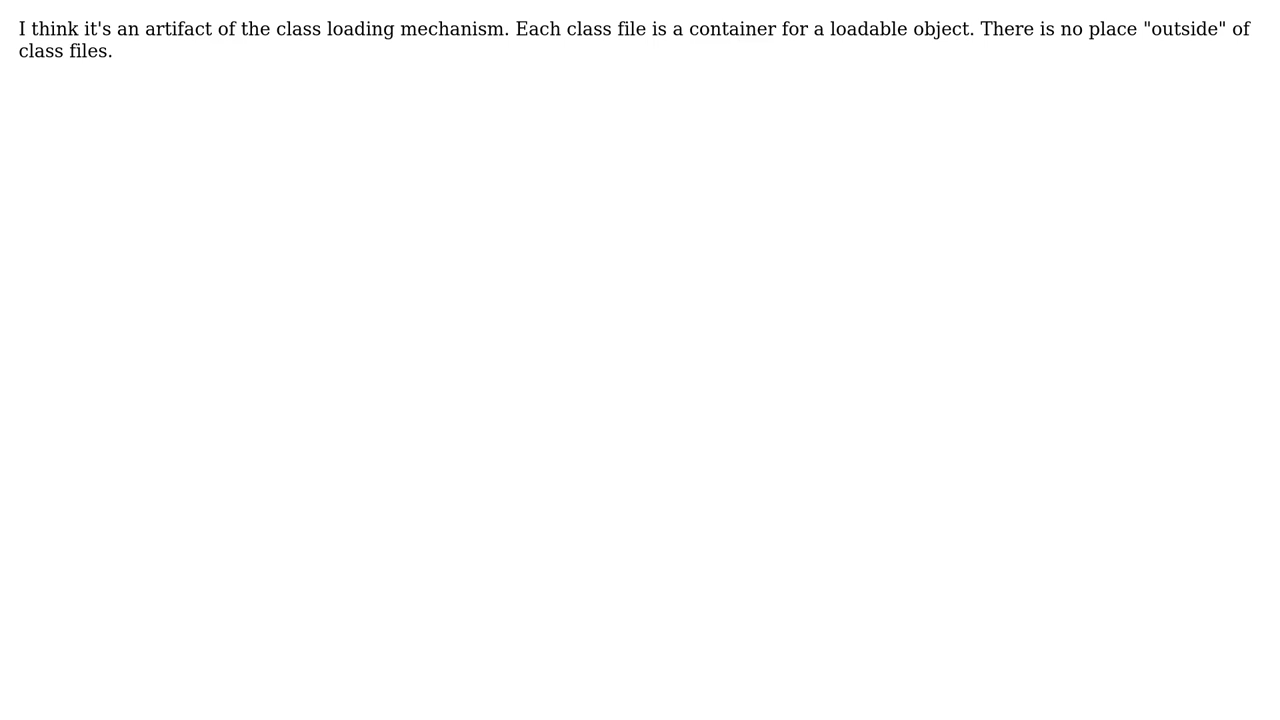 I think it's an artifact of the class loading mechanism. Each class file is a container for a loadable object. There is no place "outside" of
class files.